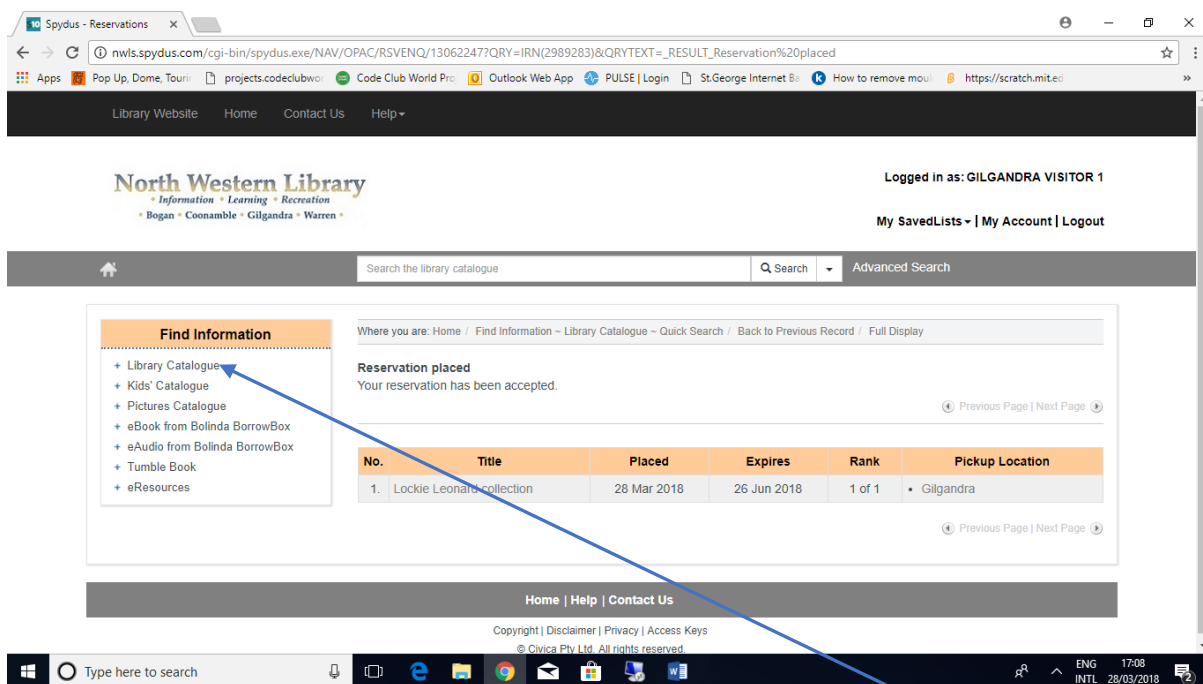 10 Spydus - Reservations ×
nwls.spydus.com/cgi-bin/spydus.exe/NAV/OPAC/RSVENQ/13062247?QRY=IRN(2989283)&QRYTEXT=_RESULT_Reservation%20placed
Apps Pop Up, Dome, Tourin projects.codeclubwor Code Club World Pro Outlook Web App PULSE | Login St.George Internet Ba How to remove moul https://scratch.mit.ed »
Library Website Home Contact Us Help
North Western Library
• Information • Learning • Recreation
• Bogan • Coonamble • Gilgandra • Warren •
Logged in as: GILGANDRA VISITOR 1
My SavedLists | My Account | Logout
Search the library catalogue Search Advanced Search
Find Information
+ Library Catalogue
+ Kids' Catalogue
+ Pictures Catalogue
+ eBook from Bolinda BorrowBox
+ eAudio from Bolinda BorrowBox
+ Tumble Book
+ eResources
Where you are: Home / Find Information ~ Library Catalogue ~ Quick Search / Back to Previous Record / Full Display
Reservation placed
Your reservation has been accepted.
Previous Page | Next Page
No. Title Placed Expires Rank Pickup Location
1. Lockie Leonard collection 28 Mar 2018 26 Jun 2018 1 of 1 • Gilgandra
Previous Page | Next Page
Home | Help | Contact Us
Copyright | Disclaimer | Privacy | Access Keys
© Civica Pty Ltd. All rights reserved.
Type here to search
ENG 17:08
INTL 28/03/2018 2